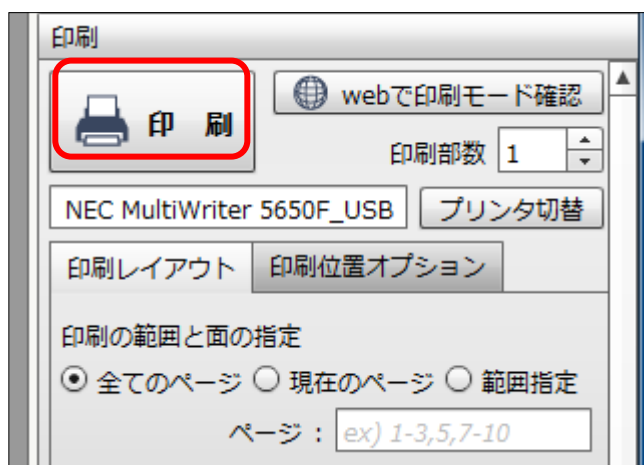 印刷
印 刷
webで印刷モード確認
印刷部数 1
NEC MultiWriter 5650F_USB プリンタ切替
印刷レイアウト 印刷位置オプション
印刷の範囲と面の指定
全てのページ 現在のページ 範囲指定
ページ : ex) 1-3,5,7-10